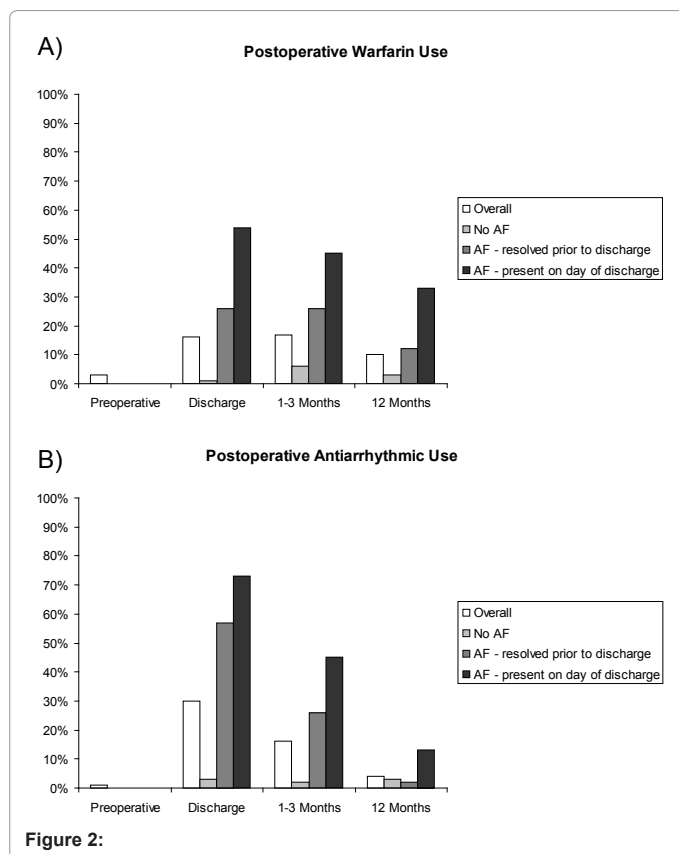 A)
Postoperative Warfarin Use
100%
90%
80%
70%
60%
50%
40%
30%
20%
10%
0%
Preoperative Discharge 1-3 Months 12 Months
Overall
No AF
AF - resolved prior to discharge
AF - present on day of discharge
B)
Postoperative Antiarrhythmic Use
100%
90%
80%
70%
60%
50%
40%
30%
20%
10%
0%
Preoperative Discharge 1-3 Months 12 Months
Overall
No AF
AF - resolved prior to discharge
AF - present on day of discharge
Figure 2: